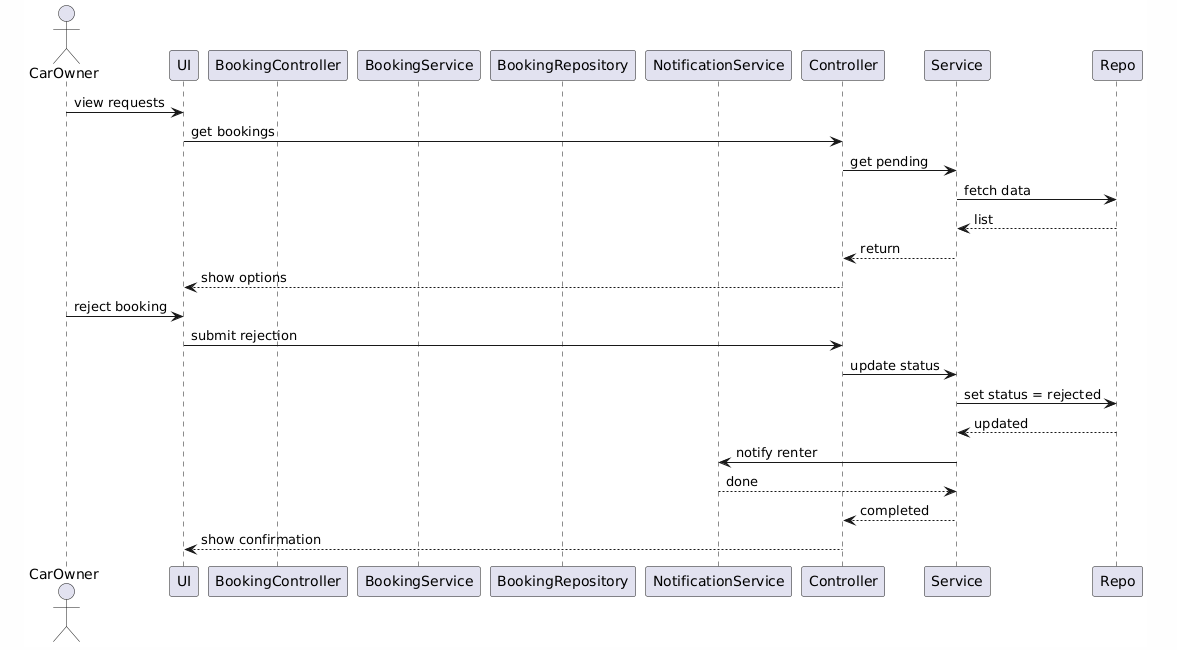 CarOwner
UI
BookingController
BookingService
BookingRepository
NotificationService
Controller
Service
Repo
view requests
get bookings
get pending
fetch data
list
return
show options
reject booking
submit rejection
update status
set status = rejected
updated
notify renter
done
completed
show confirmation
CarOwner
UI
BookingController
BookingService
BookingRepository
NotificationService
Controller
Service
Repo